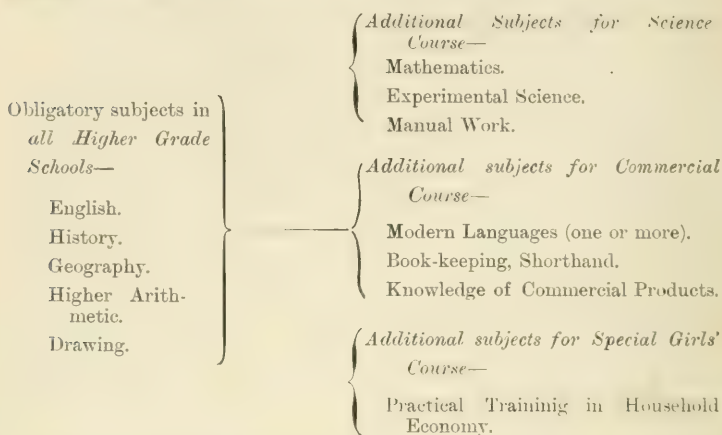 Obligatory subjects in
all Higher Grade
Schools—
English.
History.
Geography.
Higher Arith-
metic.
Drawing.
Additional Subjects for Science
Course—
Mathematics.
Experimental Science.
Manual Work.
Additional subjects for Commercial
Course—
Modern Languages (one or more).
Book-keeping, Shorthand.
Knowledge of Commercial Products.
Additional subjects for Special Girls'
Course—
Practical Traininig in Household
Economy.